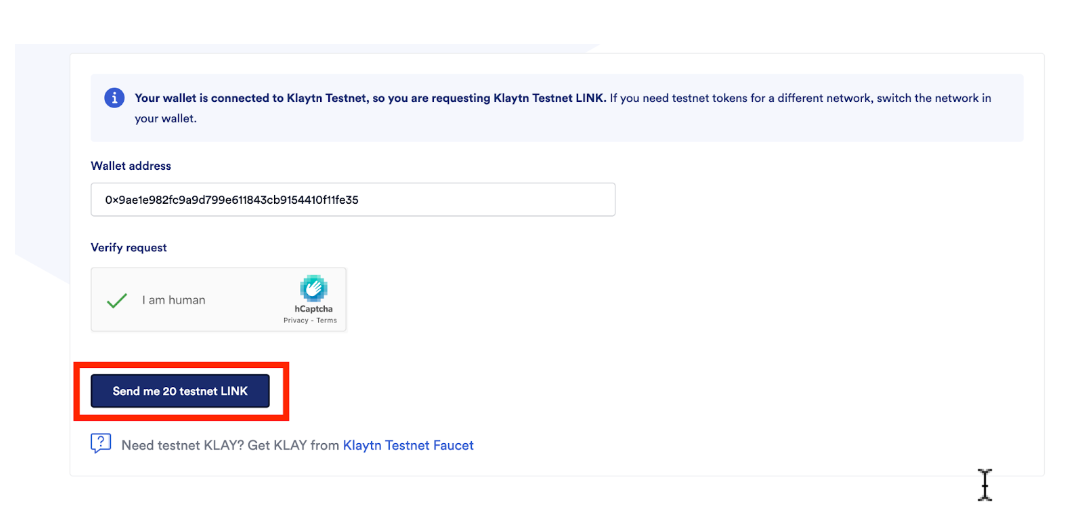 Your wallet is connected to Klaytn Testnet, so you are requesting Klaytn Testnet LINK. If you need testnet tokens for a different network, switch the network in
your wallet.
Wallet address
0×9ae1e982fc9a9d799e611843cb9154410f11fe35
Verify request
I am human
hCaptcha
Privacy - Terms
Send me 20 testnet LINK
Need testnet KLAY? Get KLAY from Klaytn Testnet Faucet